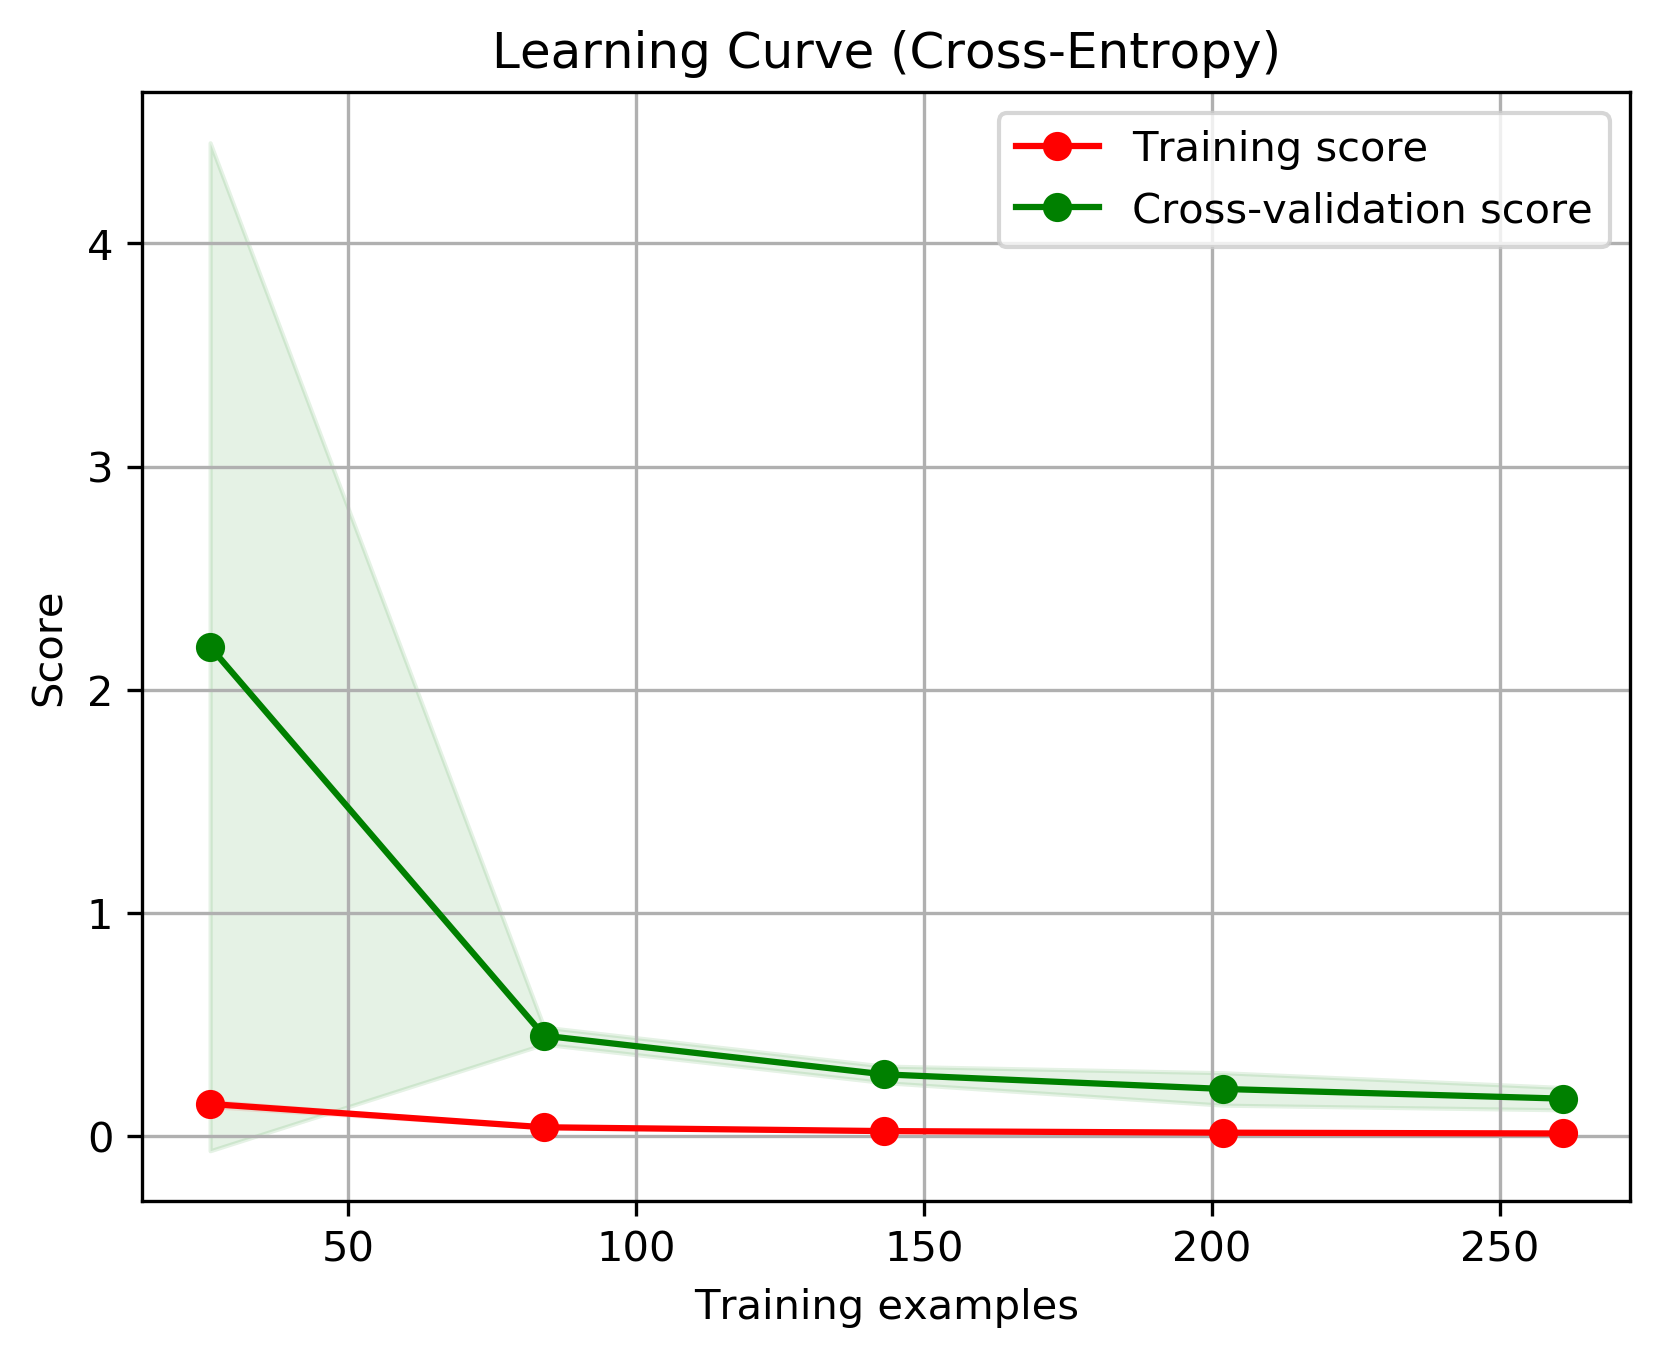 Learning Curve (Cross-Entropy)
Training score
Cross-validation score
4
3
2
1
0
Score
50 100 150 200 250
Training examples